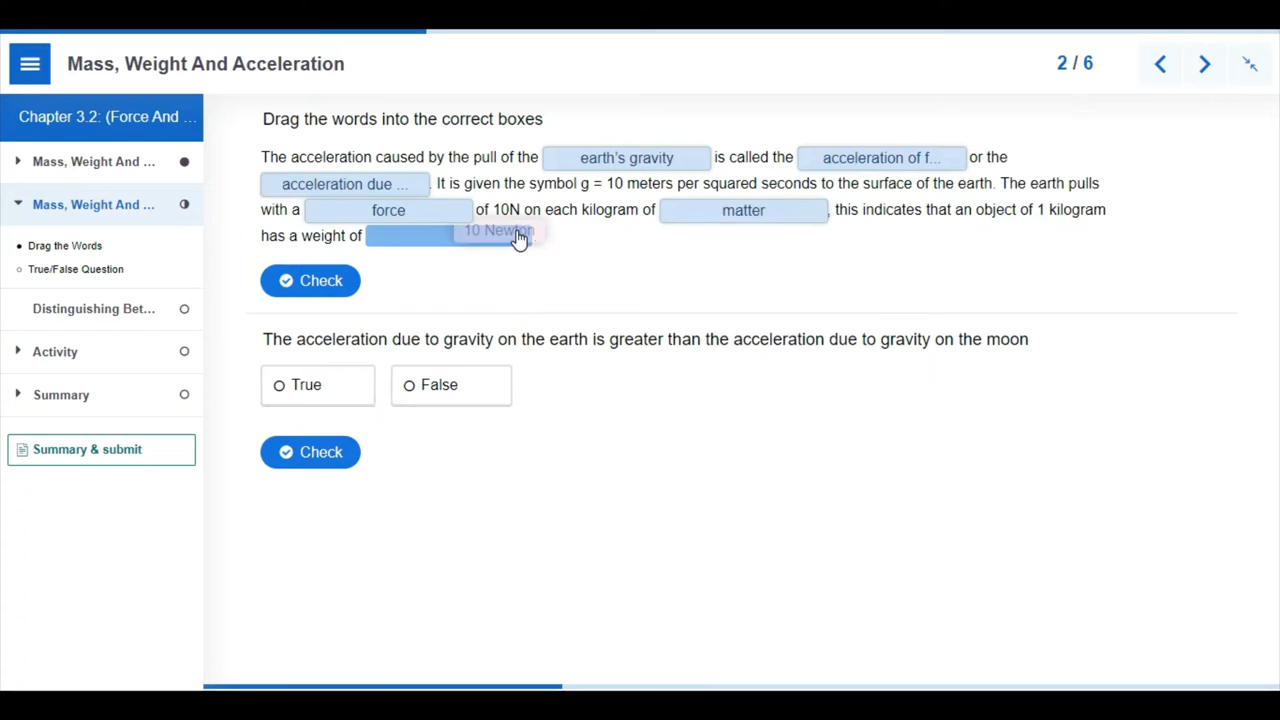 Mass, Weight And Acceleration
2 / 6
Chapter 3.2: (Force And ...
Mass, Weight And ...
Mass, Weight And ...
Drag the Words
True/False Question
Distinguishing Bet...
Activity
Summary
Summary & submit
Drag the words into the correct boxes
The acceleration caused by the pull of the earth's gravity is called the acceleration of f... or the
acceleration due ... . It is given the symbol g = 10 meters per squared seconds to the surface of the earth. The earth pulls
with a force of 10N on each kilogram of matter , this indicates that an object of 1 kilogram
has a weight of 10 Newton .
Check
The acceleration due to gravity on the earth is greater than the acceleration due to gravity on the moon
True
False
Check